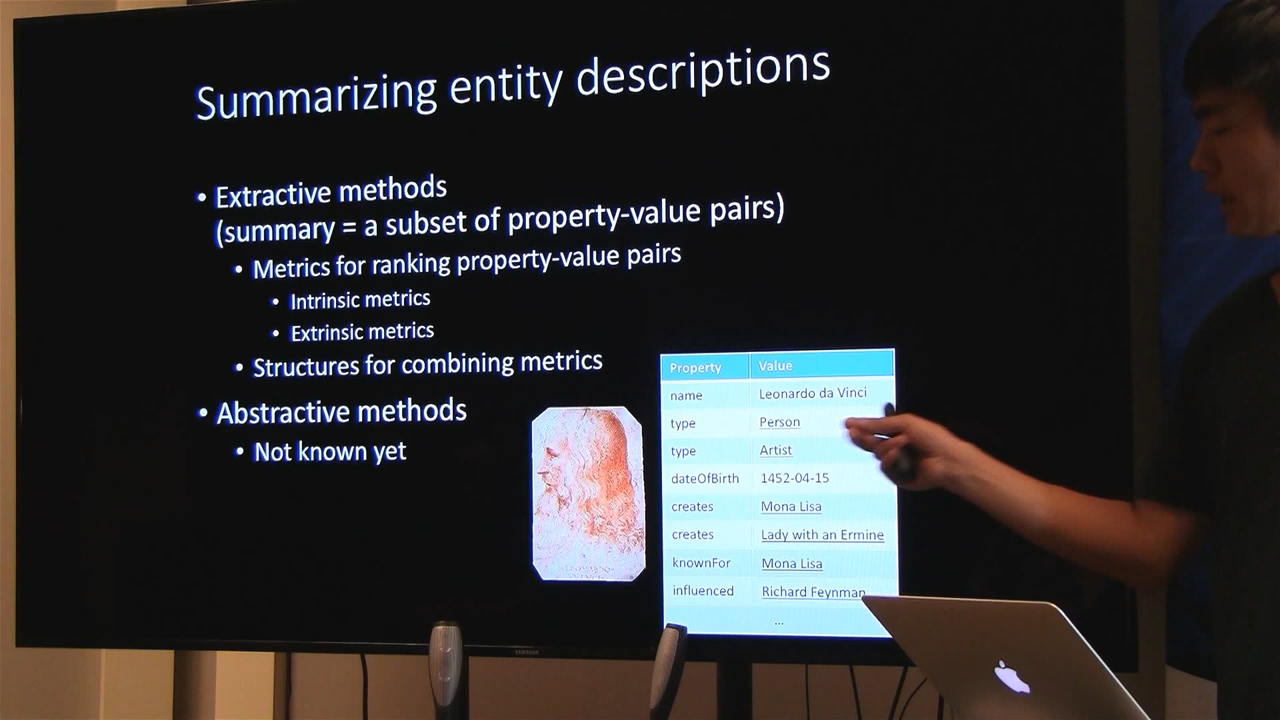 Summarizing entity descriptions
• Extractive methods
(summary = a subset of property-value pairs)
• Metrics for ranking property-value pairs
• Intrinsic metrics
• Extrinsic metrics
• Structures for combining metrics
• Abstractive methods
• Not known yet
Property Value
name Leonardo da Vinci
type Person
type Artist
dateOfBirth 1452-04-15
creates Mona Lisa
creates Lady with an Ermine
knownFor Mona Lisa
influenced Richard Feynman
...
SAMSUNG